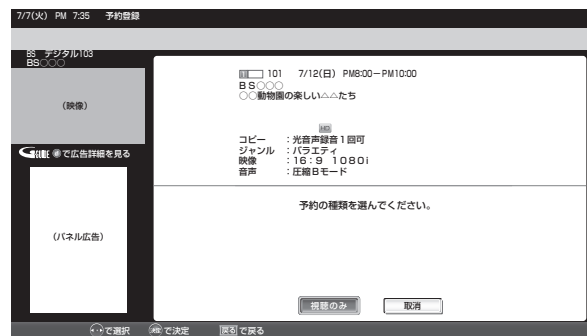 7/7(火) PM 7:35 予約登録
BS デジタル103
BS○○○
(映像)
GUIDE で広告詳細を見る
(パネル広告)
101 7/12(日) PM8:00−PM10:00
BS○○○
○○動物園の楽しい△△たち
HD
コピー :光音声録音1回可
ジャンル :バラエティ
映像 :16:9 1080i
音声 :圧縮Bモード
予約の種類を選んでください。
視聴のみ 取消
で選択 決定 で決定 戻る で戻る